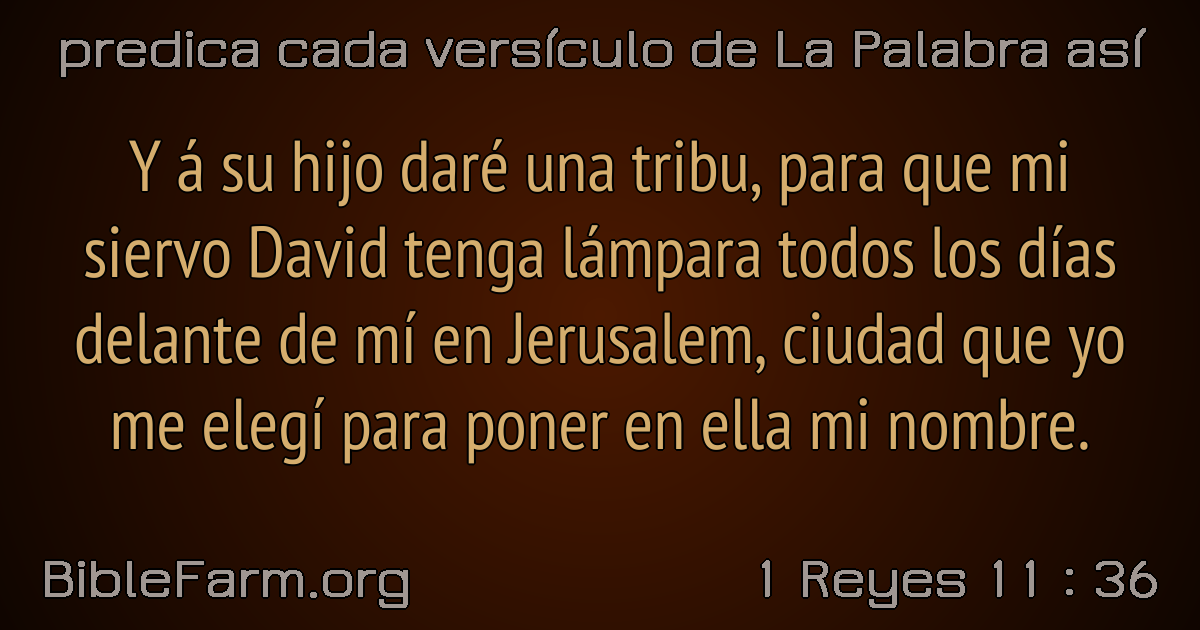 predica cada versículo de La Palabra así
Y á su hijo daré una tribu, para que mi
siervo David tenga lámpara todos los días
delante de mí en Jerusalem, ciudad que yo
me elegí para poner en ella mi nombre.
BibleFarm.org
1 Reyes 11 : 36